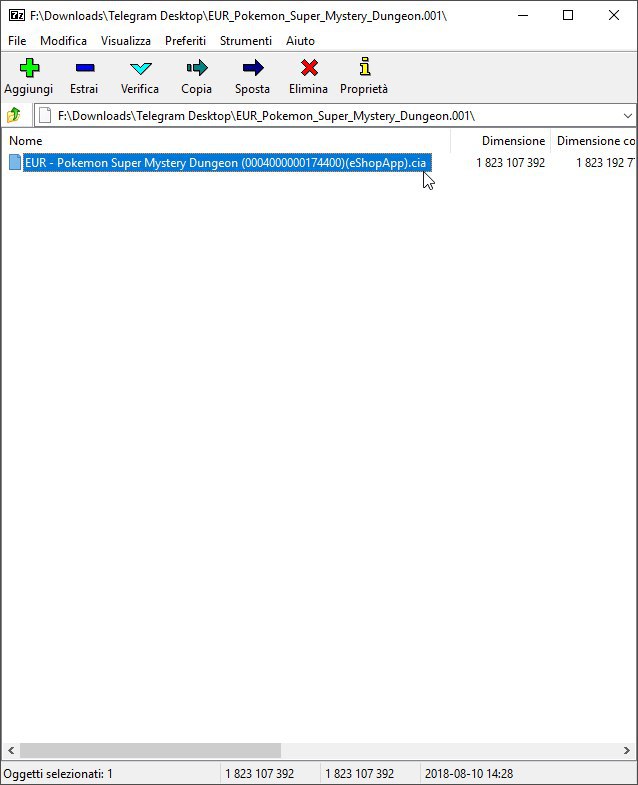 7z F:\Downloads\Telegram Desktop\EUR_Pokemon_Super_Mystery_Dungeon.001\
File Modifica Visualizza Preferiti Strumenti Aiuto
Aggiungi Estrai Verifica Copia Sposta Elimina Proprietà
F:\Downloads\Telegram Desktop\EUR_Pokemon_Super_Mystery_Dungeon.001\
Nome Dimensione Dimensione co
EUR - Pokemon Super Mystery Dungeon (0004000000174400)(eShopApp).cia 1 823 107 392 1 823 192 7
Oggetti selezionati: 1 1 823 107 392 1 823 107 392 2018-08-10 14:28